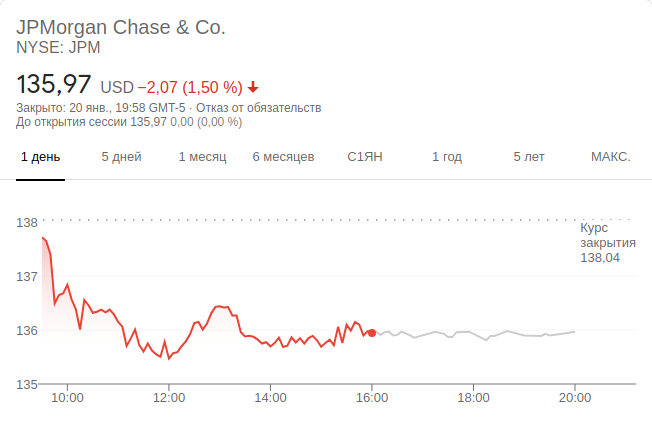 JPMorgan Chase & Co.
NYSE: JPM
135,97 USD −2,07 (1,50 %)
Закрыто: 20 янв., 19:58 GMT-5 · Отказ от обязательств
До открытия сессии 135,97 0,00 (0,00 %)
1 день 5 дней 1 месяц 6 месяцев С1ЯН 1 год 5 лет МАКС.
138
Курс
закрытия
138,04
137
136
135
10:00 12:00 14:00 16:00 18:00 20:00